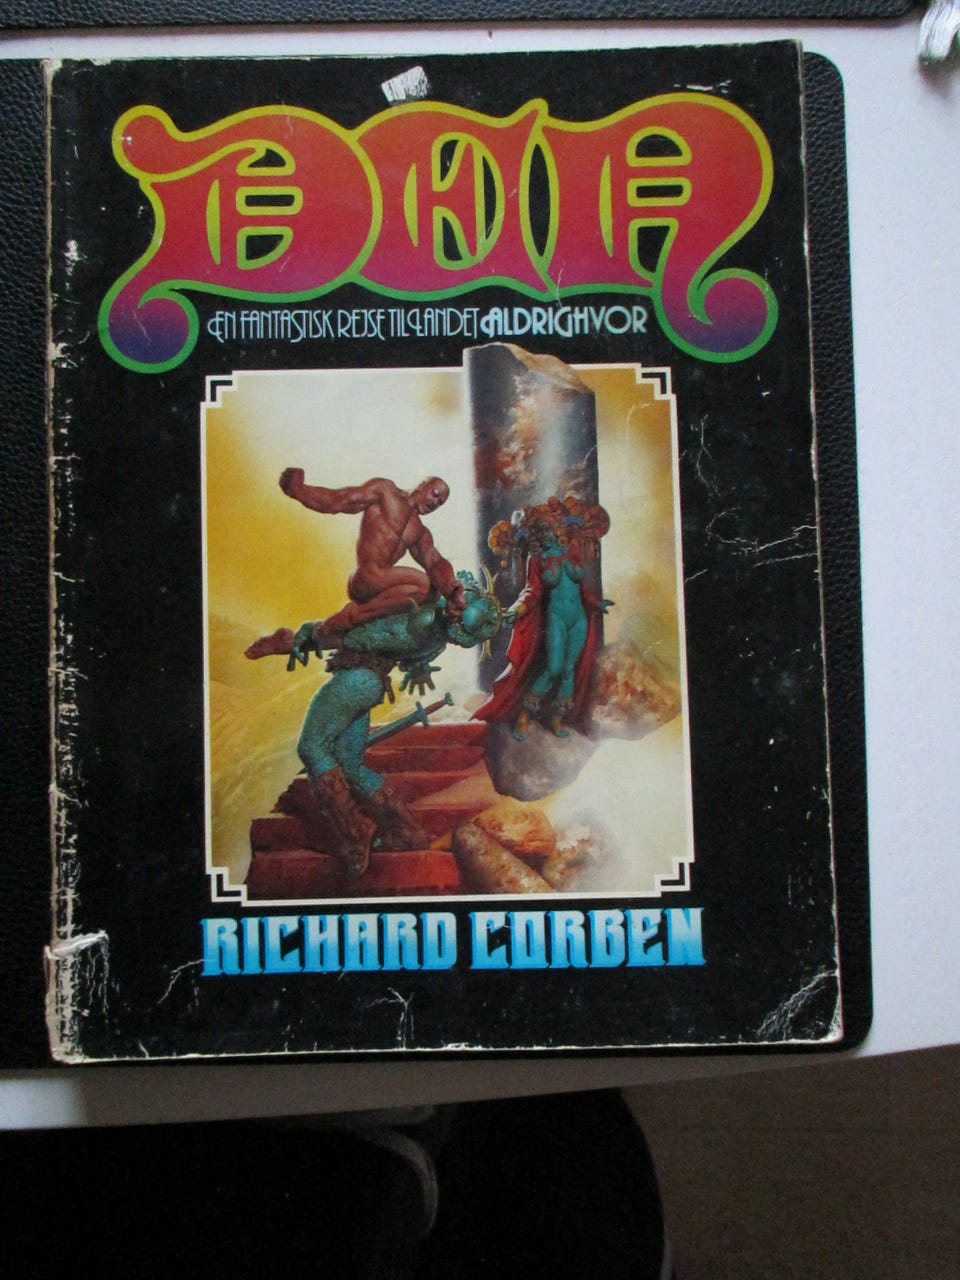 DEN
EN FANTASTISK REJSE TIL LANDET ALDRIGHVOR
RICHARD CORBEN